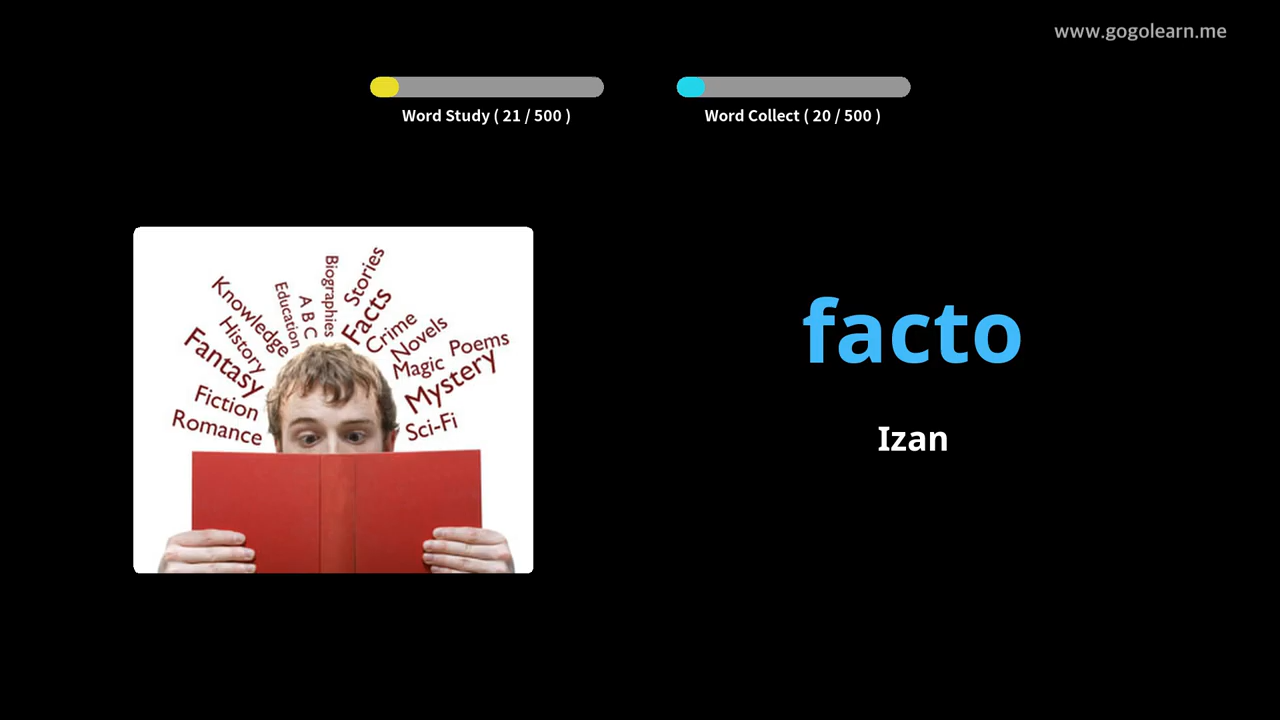 www.gogolearn.me
Word Study ( 21 / 500 )
Word Collect ( 20 / 500 )
Romance
Fiction
Fantasy
History
Knowledge
Education
A B C
Biographies
Stories
Facts
Crime
Novels
Magic
Poems
Mystery
Sci-Fi
facto
Izan